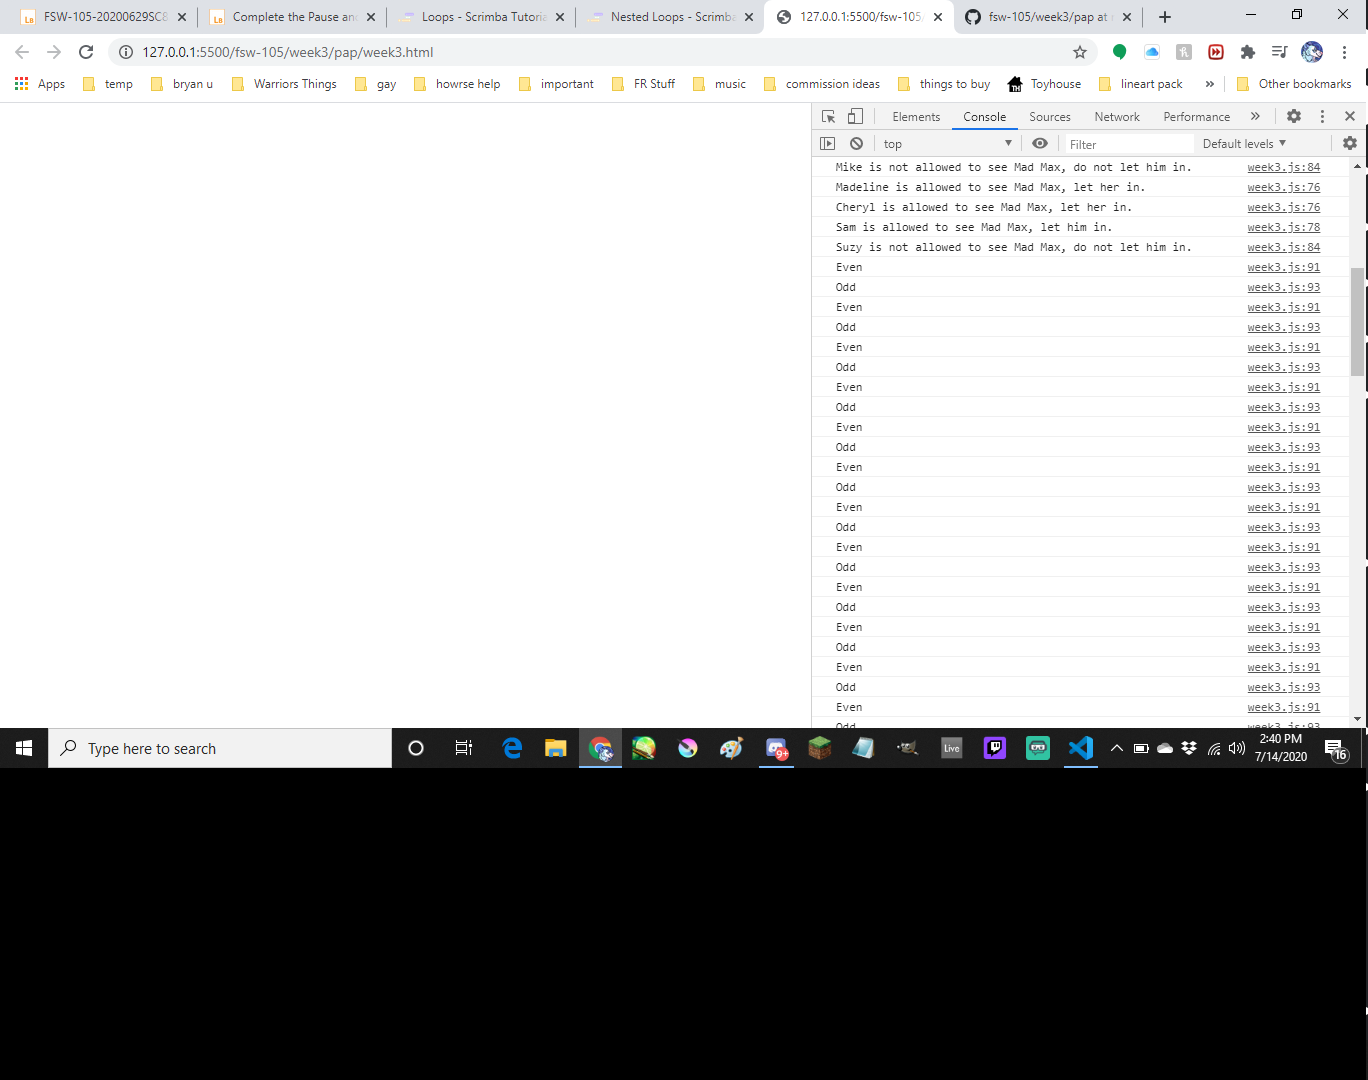 FSW-105-20200629SC8
Complete the Pause an
Loops - Scrimba Tutoria
Nested Loops - Scrimba
127.0.0.1:5500/fsw-105/
fsw-105/week3/pap at
127.0.0.1:5500/fsw-105/week3/pap/week3.html
Apps temp bryan u Warriors Things gay howrse help important FR Stuff music commission ideas things to buy Toyhouse lineart pack » Other bookmarks
Elements Console Sources Network Performance »
top Filter Default levels
Mike is not allowed to see Mad Max, do not let him in. week3.js:84
Madeline is allowed to see Mad Max, let her in. week3.js:76
Cheryl is allowed to see Mad Max, let her in. week3.js:76
Sam is allowed to see Mad Max, let him in. week3.js:78
Suzy is not allowed to see Mad Max, do not let him in. week3.js:84
Even week3.js:91
Odd week3.js:93
Even week3.js:91
Odd week3.js:93
Even week3.js:91
Odd week3.js:93
Even week3.js:91
Odd week3.js:93
Even week3.js:91
Odd week3.js:93
Even week3.js:91
Odd week3.js:93
Even week3.js:91
Odd week3.js:93
Even week3.js:91
Odd week3.js:93
Even week3.js:91
Odd week3.js:93
Even week3.js:91
Odd week3.js:93
Even week3.js:91
Odd week3.js:93
Even week3.js:91
Odd week3.js:93
Type here to search
Live
9+
2:40 PM
7/14/2020
16